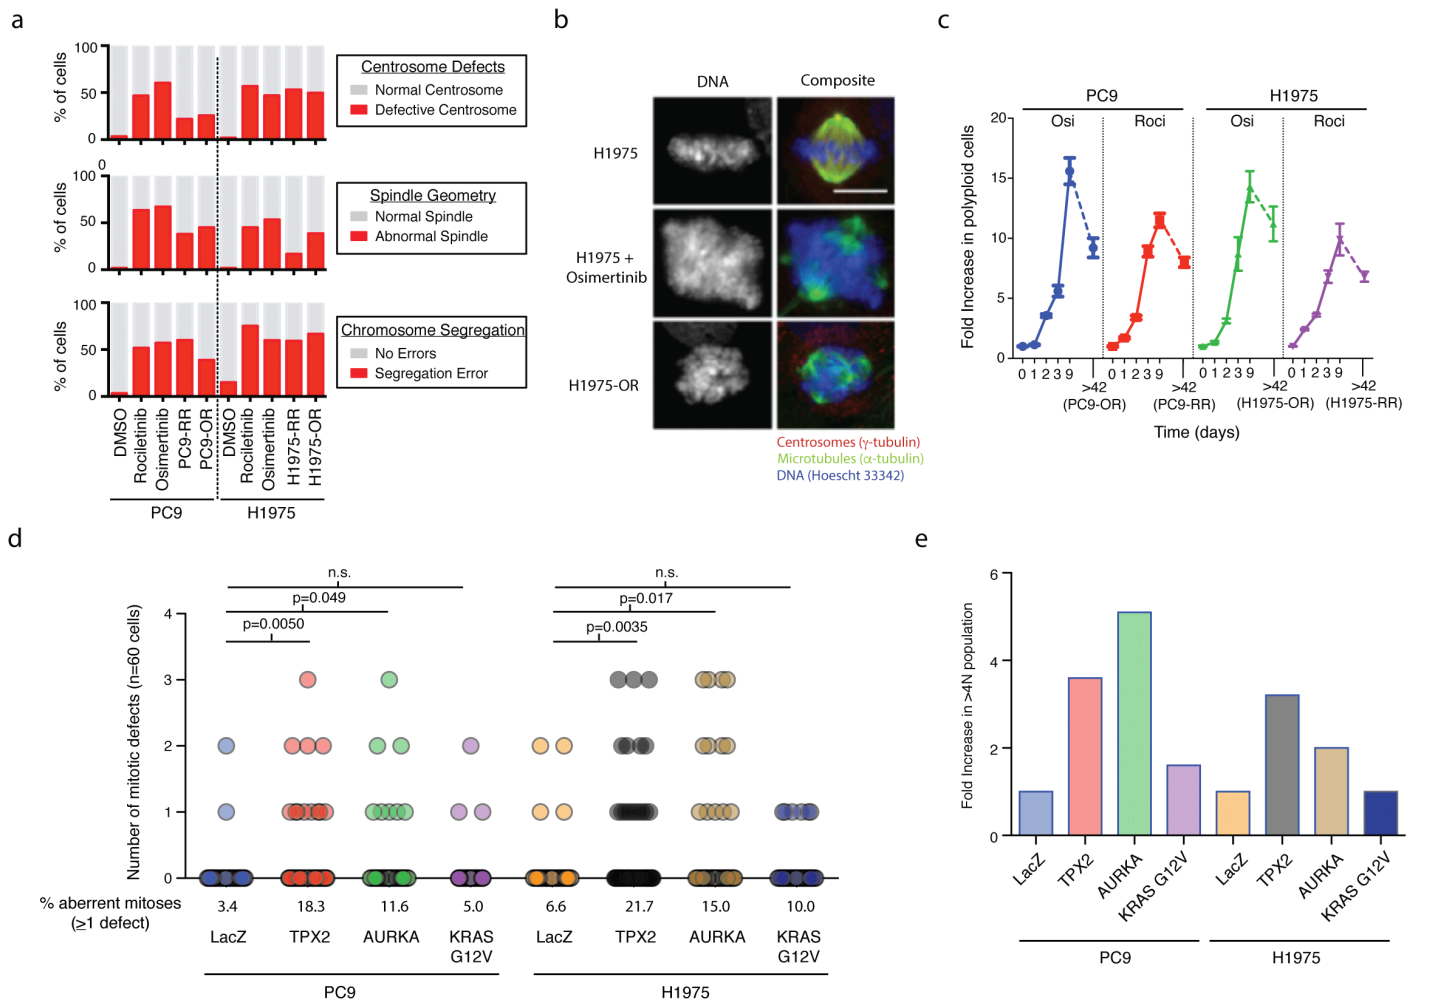 a
% of cells
100
50
0
Centrosome Defects
Normal Centrosome
Defective Centrosome
0
% of cells
100
50
0
Spindle Geometry
Normal Spindle
Abnormal Spindle
% of cells
100
50
0
Chromosome Segregation
No Errors
Segregation Error
DMSO
Rociletinib
Osimertinib
PC9-RR
PC9-OR
DMSO
Rociletinib
Osimertinib
H1975-RR
H1975-OR
PC9
H1975
b
DNA
Composite
H1975
H1975 +
Osimertinib
H1975-OR
Centrosomes (γ-tubulin)
Microtubules (α-tubulin)
DNA (Hoescht 33342)
c
PC9
H1975
Osi
Roci
Osi
Roci
Fold Increase in polyploid cells
20
15
10
5
0
0 1 2 3 9
0 1 2 3 9
0 1 2 3 9
0 1 2 3 9
>42
(PC9-OR)
>42
(PC9-RR)
>42
(H1975-OR)
>42
(H1975-RR)
Time (days)
d
n.s.
p=0.049
p=0.0050
n.s.
p=0.017
p=0.0035
Number of mitotic defects (n=60 cells)
4
3
2
1
0
% aberrent mitoses
(≥1 defect)
3.4
18.3
11.6
5.0
6.6
21.7
15.0
10.0
LacZ
TPX2
AURKA
KRAS
G12V
LacZ
TPX2
AURKA
KRAS
G12V
PC9
H1975
e
Fold Increase in >4N population
6
4
2
0
LacZ
TPX2
AURKA
KRAS G12V
LacZ
TPX2
AURKA
KRAS G12V
PC9
H1975